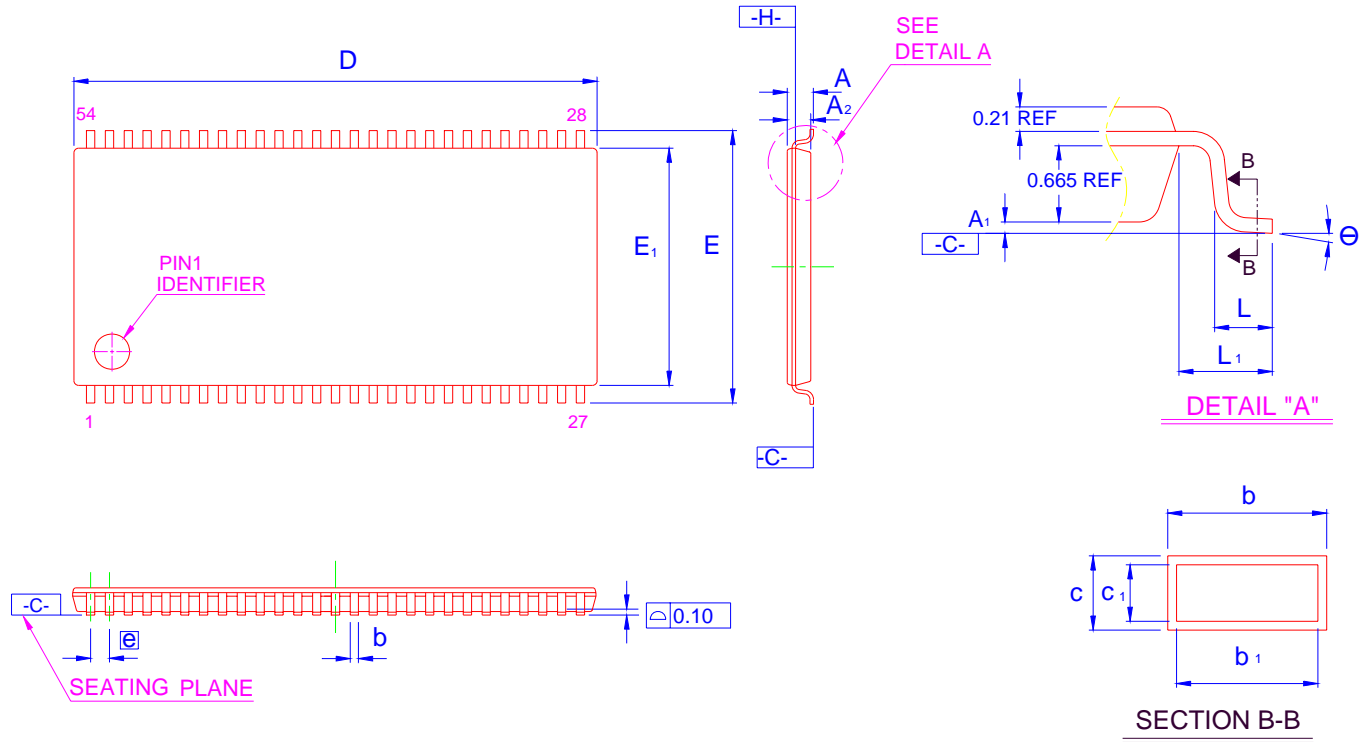 -H-
SEE
DETAIL A
D
A
A2
54
28
0.21 REF
B
0.665 REF
A1
-C-
Θ
B
E1
E
PIN1
IDENTIFIER
L
L1
1
27
DETAIL "A"
-C-
b
c
c1
b1
SECTION B-B
-C-
⌓ 0.10
e
b
SEATING PLANE